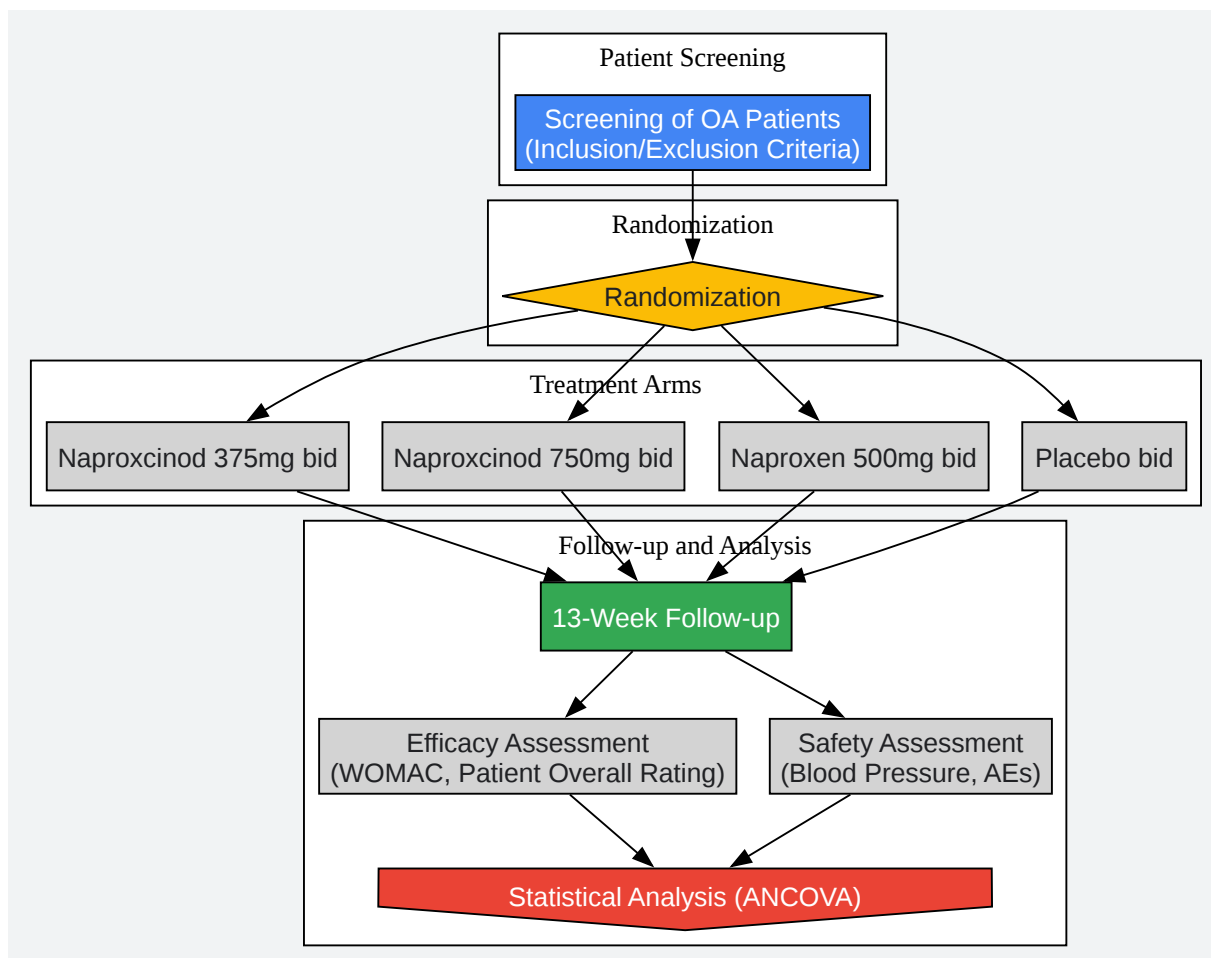 Patient Screening
Screening of OA Patients
(Inclusion/Exclusion Criteria)
Randomization
Randomization
Treatment Arms
Naproxcinod 375mg bid
Naproxcinod 750mg bid
Naproxen 500mg bid
Placebo bid
Follow-up and Analysis
13-Week Follow-up
Efficacy Assessment
(WOMAC, Patient Overall Rating)
Safety Assessment
(Blood Pressure, AEs)
Statistical Analysis (ANCOVA)